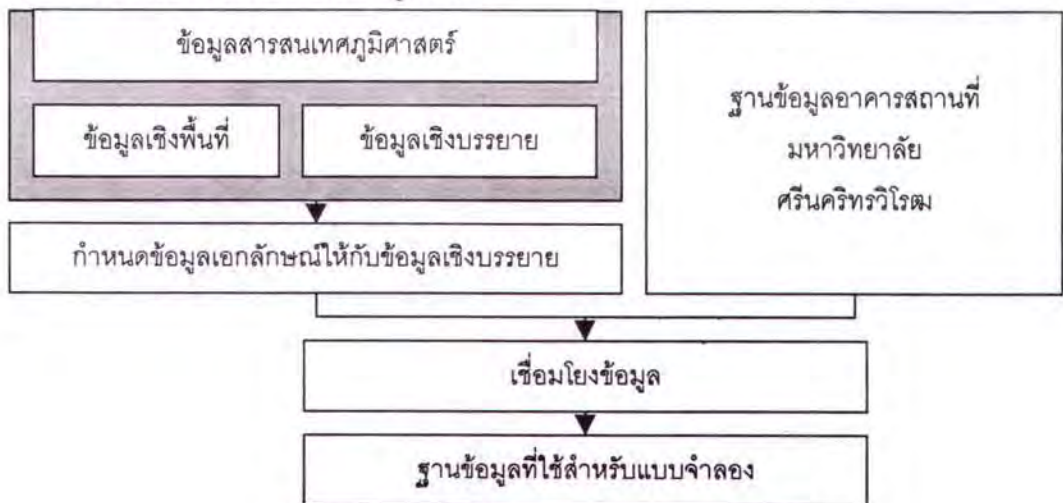 ข้อมูลสารสนเทศภูมิศาสตร์
ข้อมูลเชิงพื้นที่
ข้อมูลเชิงบรรยาย
กำหนดข้อมูลเอกลักษณ์ให้กับข้อมูลเชิงบรรยาย
ฐานข้อมูลอาคารสถานที่
มหาวิทยาลัย
ศรีนคริทรวิโรฒ
เชื่อมโยงข้อมูล
ฐานข้อมูลที่ใช้สำหรับแบบจำลอง